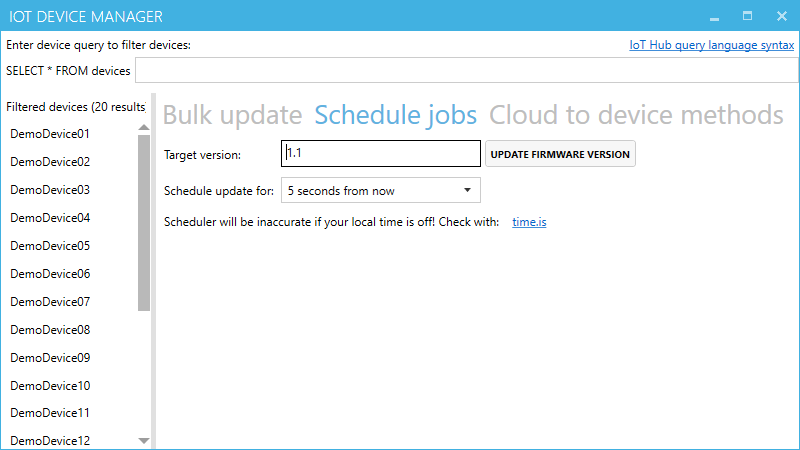 IOT DEVICE MANAGER
Enter device query to filter devices:
IoT Hub query language syntax
SELECT * FROM devices
Filtered devices (20 results)
DemoDevice01
DemoDevice02
DemoDevice03
DemoDevice04
DemoDevice05
DemoDevice06
DemoDevice07
DemoDevice08
DemoDevice09
DemoDevice10
DemoDevice11
DemoDevice12
Bulk update Schedule jobs Cloud to device methods
Target version: 1.1 UPDATE FIRMWARE VERSION
Schedule update for: 5 seconds from now
Scheduler will be inaccurate if your local time is off! Check with: time.is